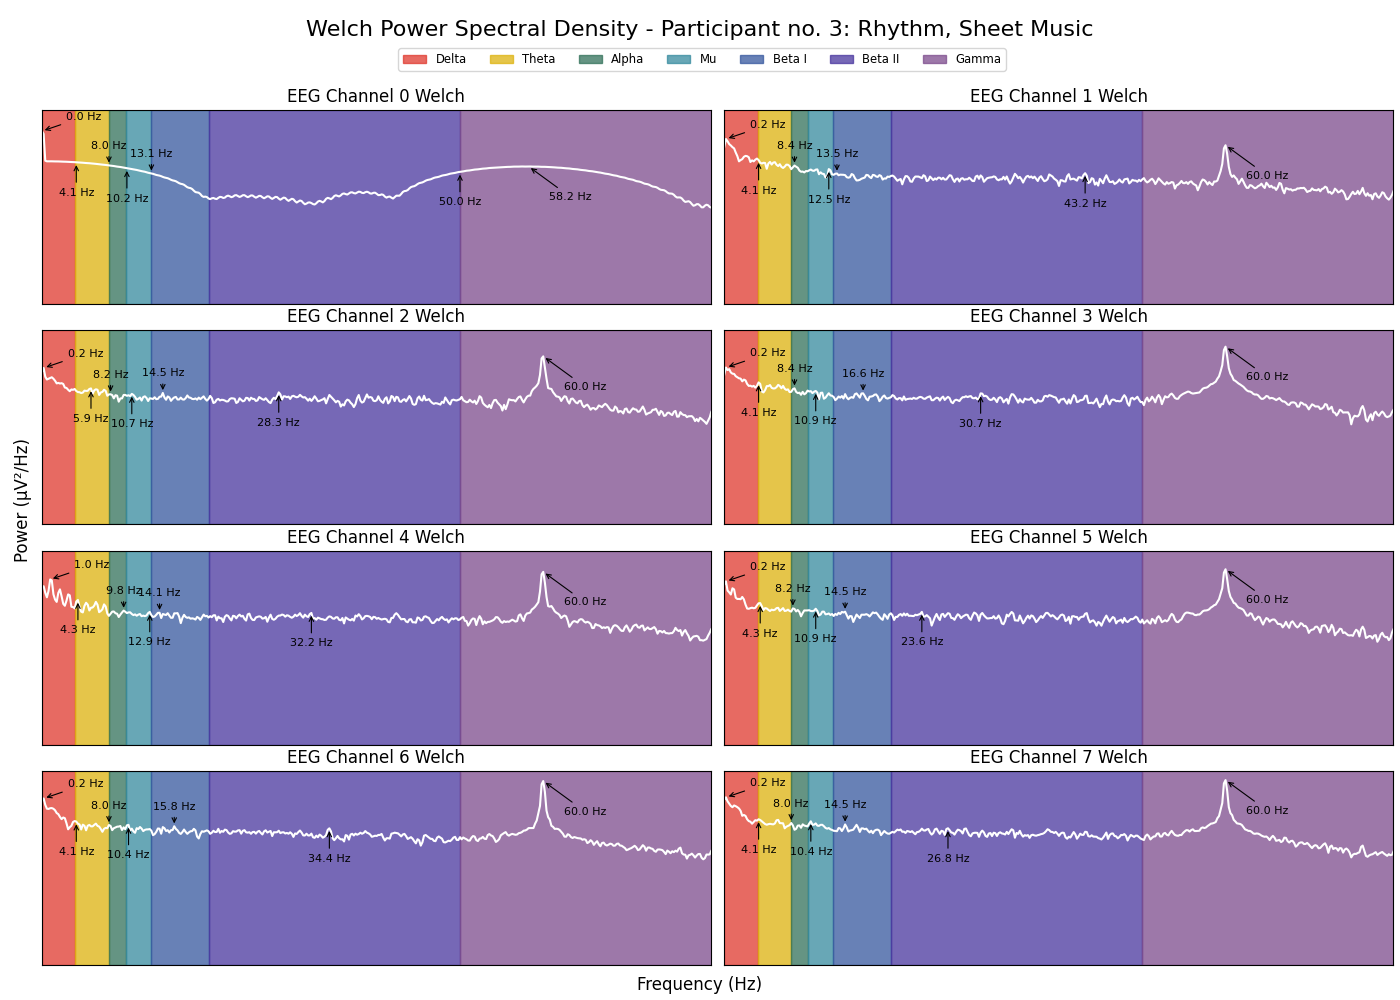 Welch Power Spectral Density - Participant no. 3: Rhythm, Sheet Music
Delta Theta Alpha Mu Beta I Beta II Gamma
EEG Channel 0 Welch
0.0 Hz
8.0 Hz
13.1 Hz
4.1 Hz
10.2 Hz
50.0 Hz
58.2 Hz
EEG Channel 1 Welch
0.2 Hz
8.4 Hz
13.5 Hz
4.1 Hz
12.5 Hz
43.2 Hz
60.0 Hz
EEG Channel 2 Welch
0.2 Hz
8.2 Hz
14.5 Hz
5.9 Hz
10.7 Hz
28.3 Hz
60.0 Hz
EEG Channel 3 Welch
0.2 Hz
8.4 Hz
16.6 Hz
4.1 Hz
10.9 Hz
30.7 Hz
60.0 Hz
Power (µV²/Hz)
EEG Channel 4 Welch
1.0 Hz
9.8 Hz
14.1 Hz
4.3 Hz
12.9 Hz
32.2 Hz
60.0 Hz
EEG Channel 5 Welch
0.2 Hz
8.2 Hz
14.5 Hz
4.3 Hz
10.9 Hz
23.6 Hz
60.0 Hz
EEG Channel 6 Welch
0.2 Hz
8.0 Hz
15.8 Hz
4.1 Hz
10.4 Hz
34.4 Hz
60.0 Hz
EEG Channel 7 Welch
0.2 Hz
8.0 Hz
14.5 Hz
4.1 Hz
10.4 Hz
26.8 Hz
60.0 Hz
Frequency (Hz)